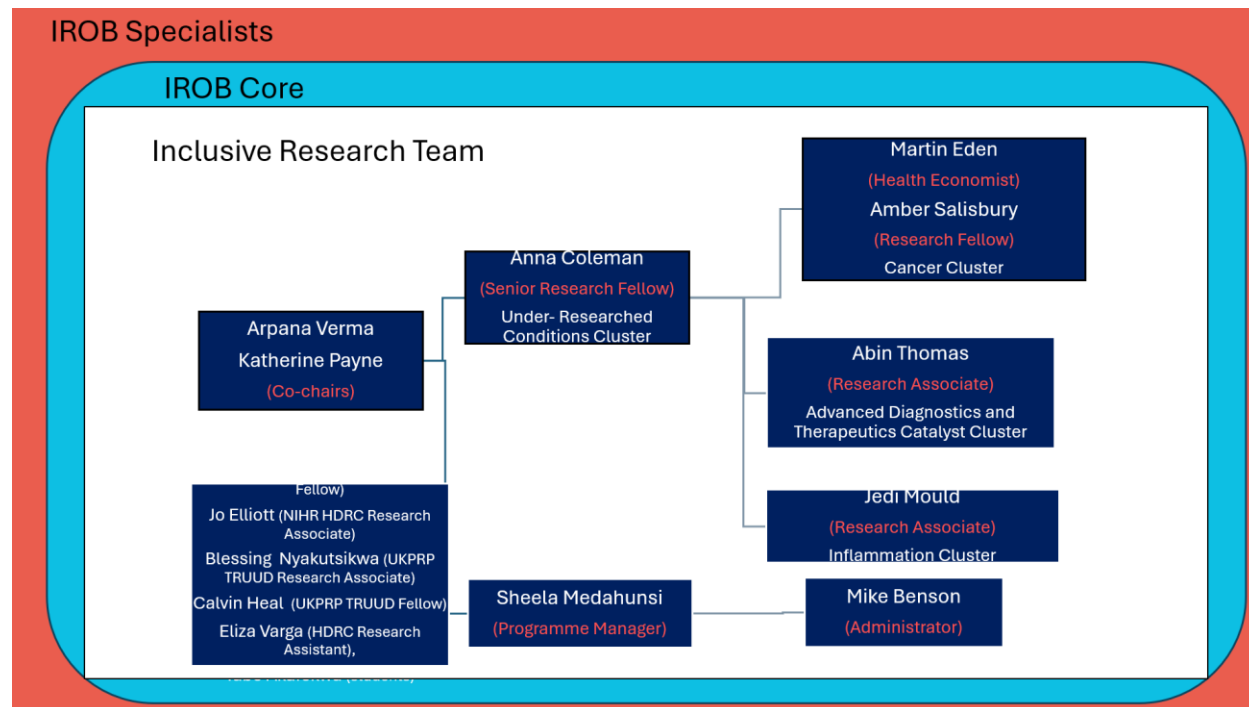 IROB Specialists
IROB Core
Inclusive Research Team
Arpana Verma
Katherine Payne
(Co-chairs)
Anna Coleman
(Senior Research Fellow)
Under- Researched
Conditions Cluster
Martin Eden
(Health Economist)
Amber Salisbury
(Research Fellow)
Cancer Cluster
Abin Thomas
(Research Associate)
Advanced Diagnostics and
Therapeutics Catalyst Cluster
Jedi Mould
(Research Associate)
Inflammation Cluster
Fellow)
Jo Elliott (NIHR HDRC Research
Associate)
Blessing Nyakutsikwa (UKPRP
TRUUD Research Associate)
Calvin Heal (UKPRP TRUUD Fellow)
Eliza Varga (HDRC Research
Assistant),
Sheela Medahunsi
(Programme Manager)
Mike Benson
(Administrator)